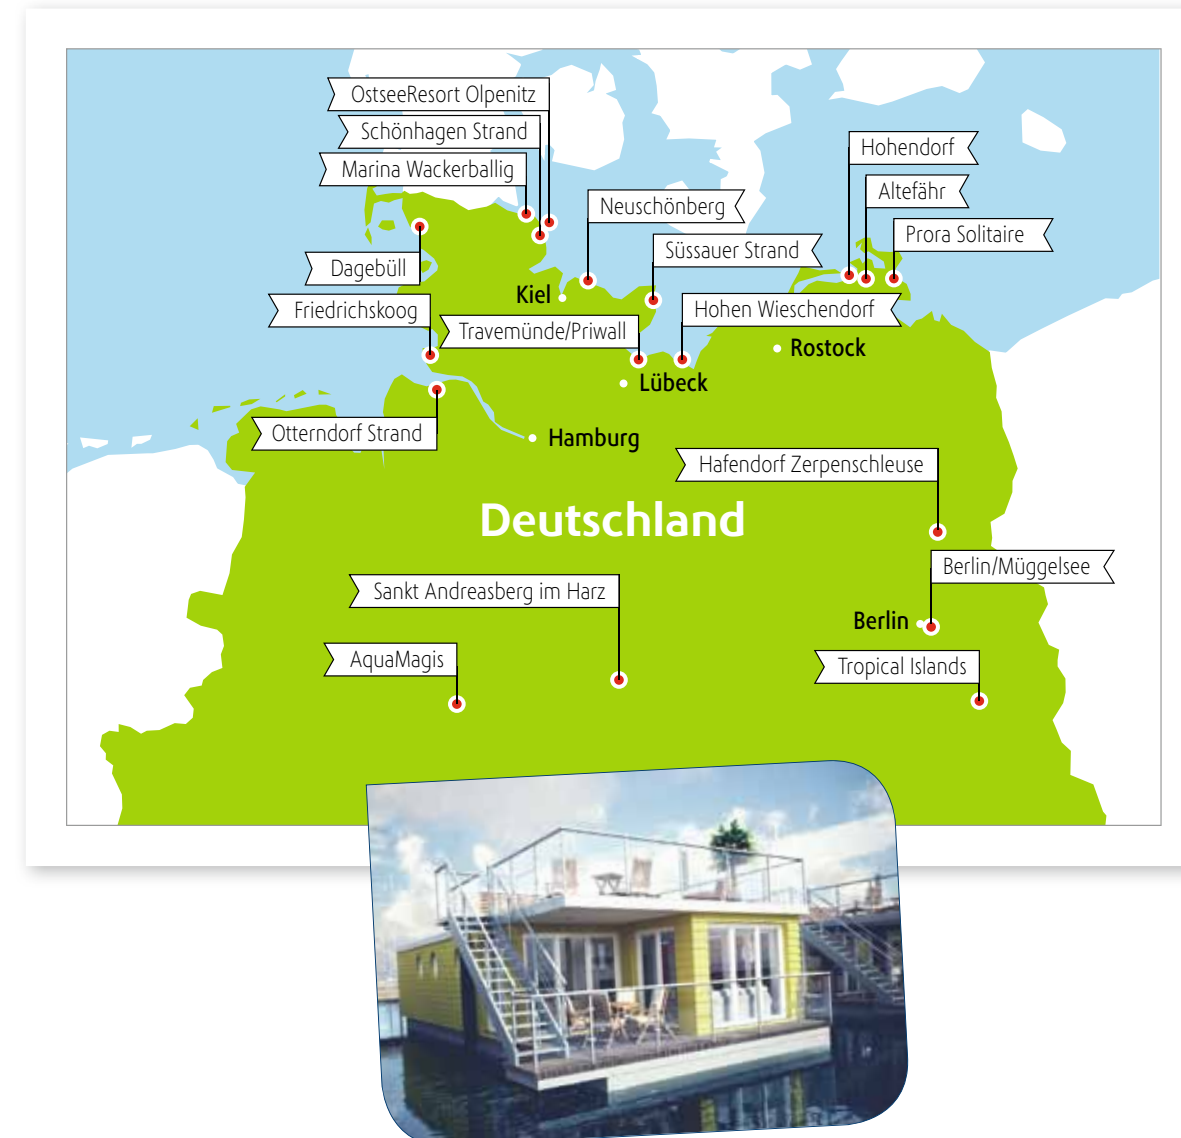 OstseeResort Olpenitz
Schönhagen Strand
Marina Wackerballig
Hohendorf
Altefähr
Neuschönberg
Prora Solitaire
Süssauer Strand
Dagebüll
Kiel
Friedrichskoog
Hohen Wieschendorf
Travemünde/Priwall
Rostock
Lübeck
Otterndorf Strand
Hamburg
Hafendorf Zerpenschleuse
Deutschland
Berlin/Müggelsee
Sankt Andreasberg im Harz
Berlin
AquaMagis
Tropical Islands